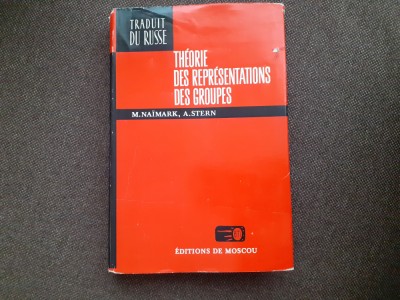 TRADUIT
DU RUSSE
THÉORIE
DES REPRÉSENTATIONS
DES GROUPES
M.NAÏMARK, A.STERN
ÉDITIONS DE MOSCOU